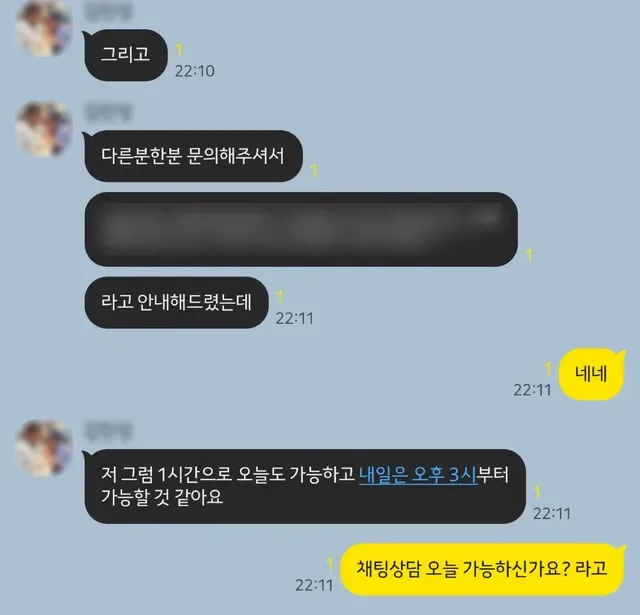 그리고
1
22:10
다른분한분 문의해주셔서
1
1
라고 안내해드렸는데
1
22:11
네네
1
22:11
저 그럼 1시간으로 오늘도 가능하고 내일은 오후 3시부터
가능할 것 같아요
1
22:11
채팅상담 오늘 가능하신가요? 라고
1
22:11